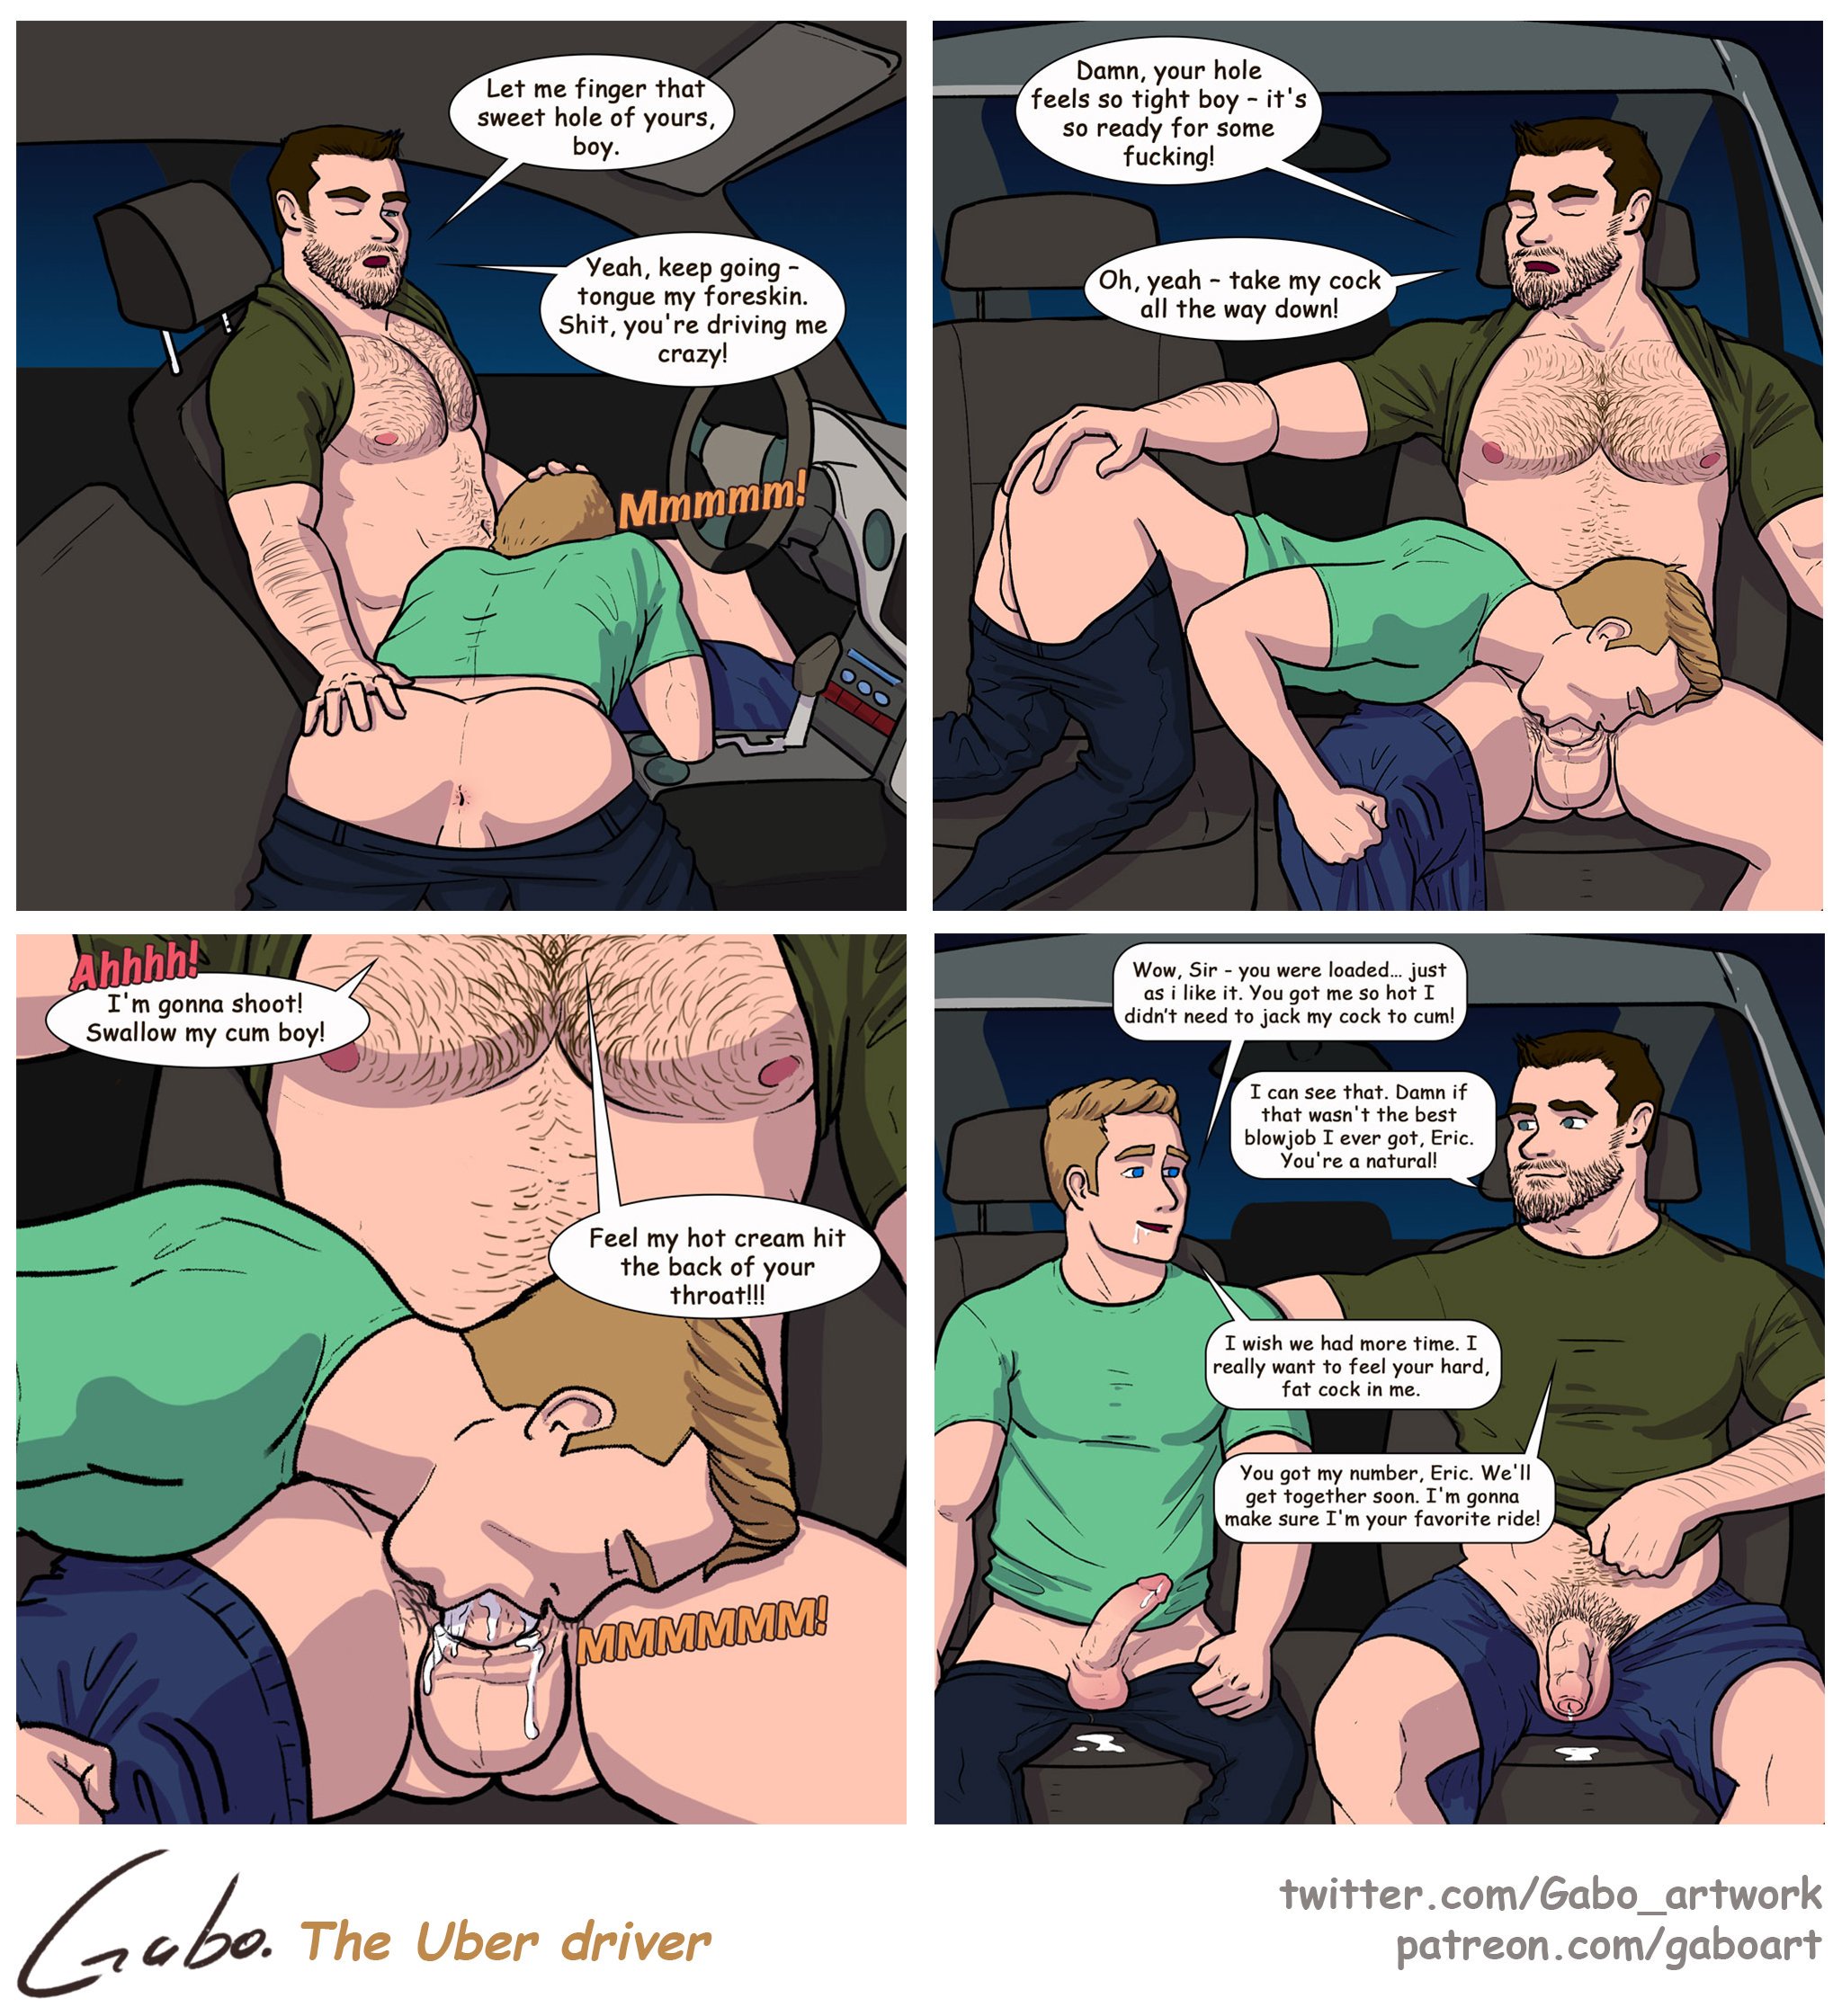 Let me finger that
sweet hole of yours,
boy.
Yeah, keep going –
tongue my foreskin.
Shit, you're driving me
crazy!
Mmmmm!
Damn, your hole
feels so tight boy – it's
so ready for some
fucking!
Oh, yeah – take my cock
all the way down!
Ahhhh!
I'm gonna shoot!
Swallow my cum boy!
Feel my hot cream hit
the back of your
throat!!!
MMMMMM!
Wow, Sir - you were loaded... just
as i like it. You got me so hot I
didn't need to jack my cock to cum!
I can see that. Damn if
that wasn't the best
blowjob I ever got, Eric.
You're a natural!
I wish we had more time. I
really want to feel your hard,
fat cock in me.
You got my number, Eric. We'll
get together soon. I'm gonna
make sure I'm your favorite ride!
Gabo. The Uber driver
twitter.com/Gabo_artwork
patreon.com/gaboart